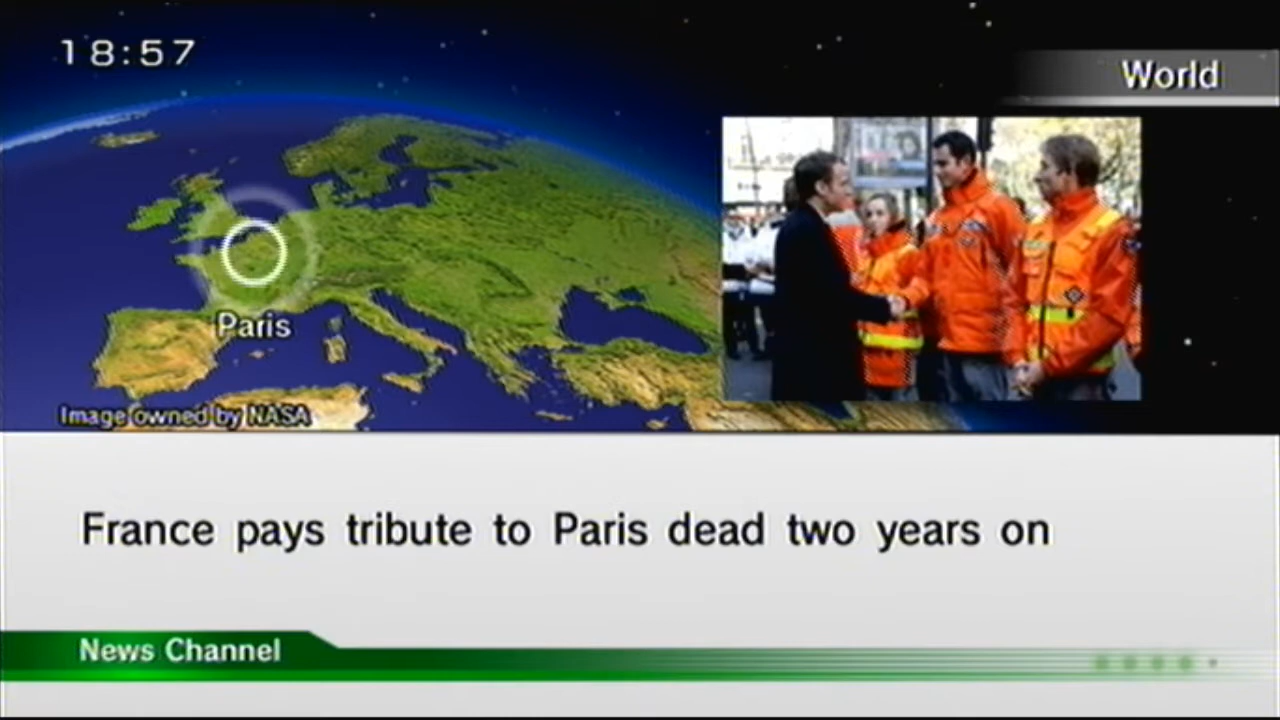 18:57
World
Paris
Image owned by NASA
France pays tribute to Paris dead two years on
News Channel